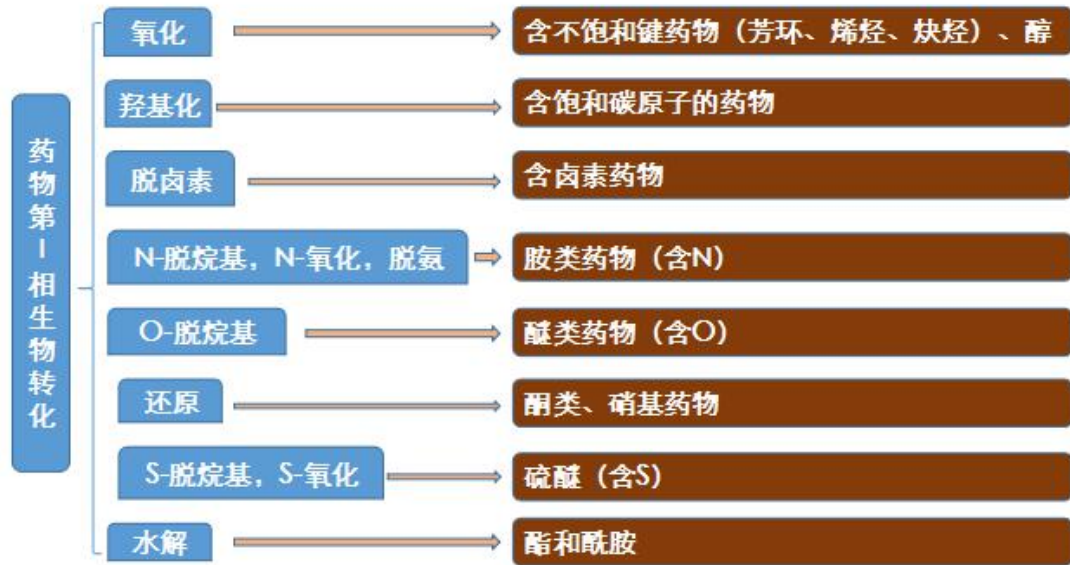 药物第一相生物转化
氧化
含不饱和键药物（芳环、烯烃、炔烃）、醇
羟基化
含饱和碳原子的药物
脱卤素
含卤素药物
N-脱烷基，N-氧化，脱氨
胺类药物（含N）
O-脱烷基
醚类药物（含O）
还原
酮类、硝基药物
S-脱烷基，S-氧化
硫醚（含S）
水解
酯和酰胺